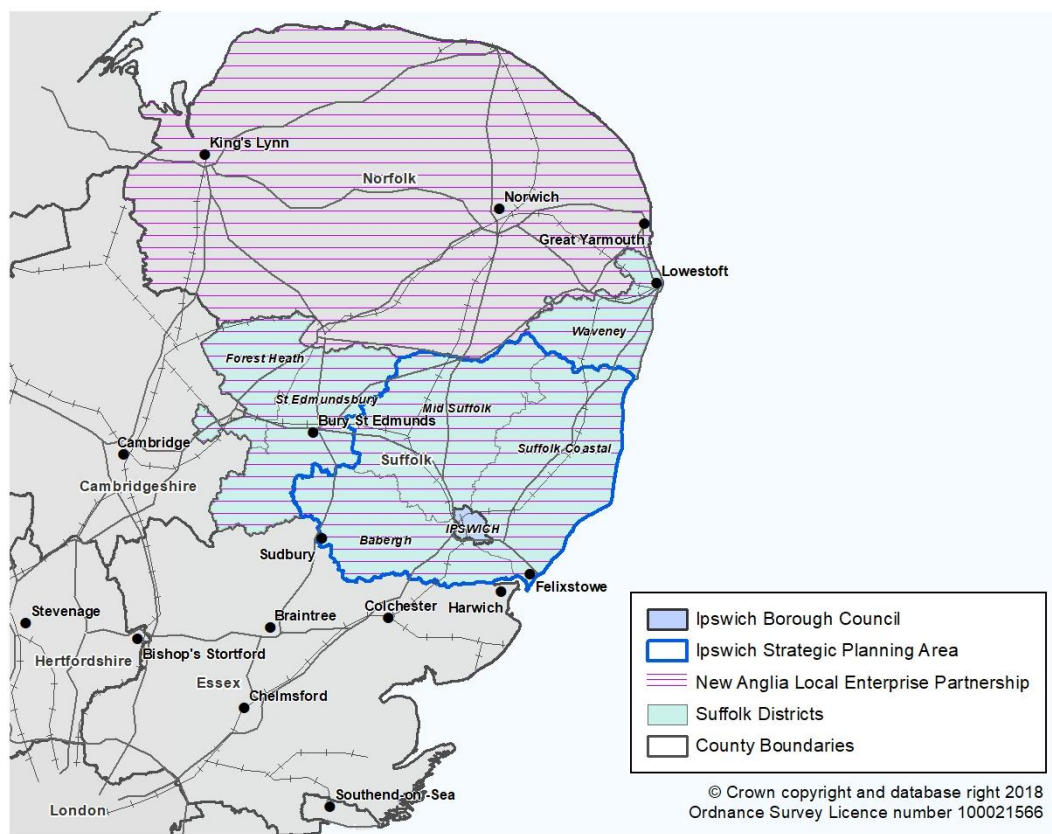 King's Lynn
Norfolk
Norwich
Great Yarmouth
Lowestoft
Waveney
Forest Heath
St Edmundsbury
Mid Suffolk
Bury St Edmunds
Suffolk Coastal
Cambridge
Suffolk
Cambridgeshire
IPSWICH
Babergh
Sudbury
Felixstowe
Harwich
Colchester
Stevenage
Braintree
Bishop's Stortford
Hertfordshire
Essex
Chelmsford
London
Southend-on-Sea
Ipswich Borough Council
Ipswich Strategic Planning Area
New Anglia Local Enterprise Partnership
Suffolk Districts
County Boundaries
© Crown copyright and database right 2018
Ordnance Survey Licence number 100021566